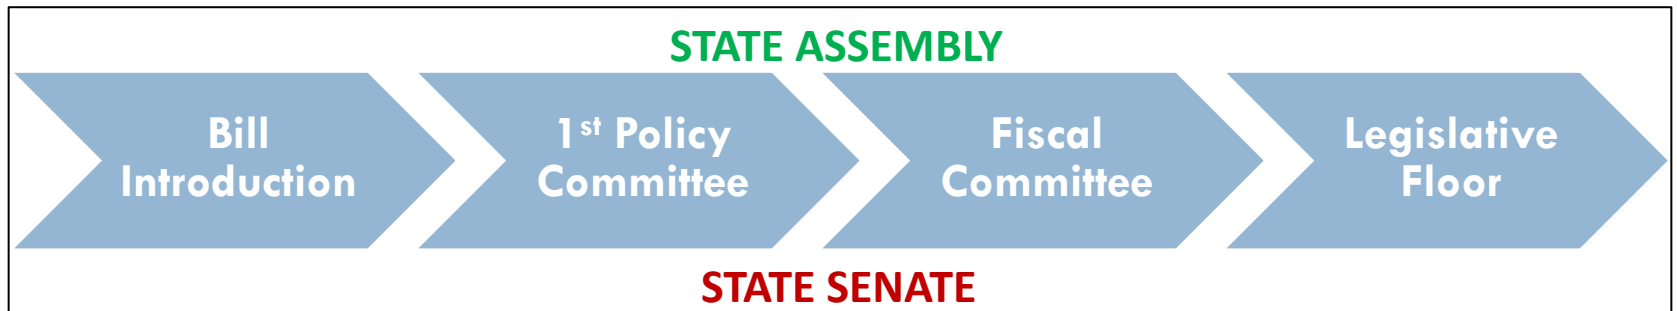 STATE ASSEMBLY
Bill
Introduction
1st Policy
Committee
Fiscal
Committee
Legislative
Floor
STATE SENATE